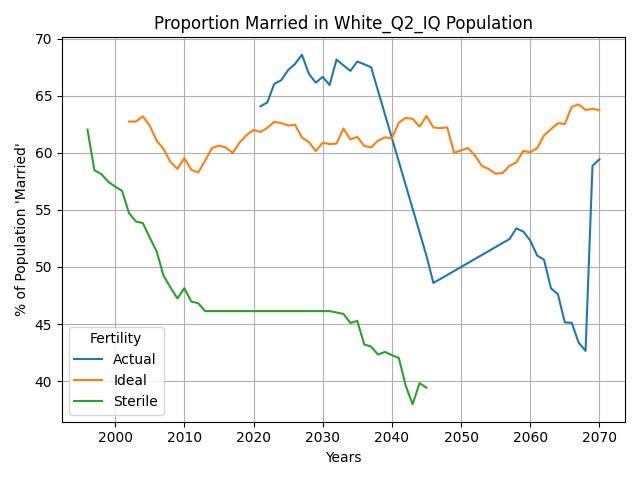 Proportion Married in White_Q2_IQ Population
% of Population 'Married'
70
65
60
55
50
45
40
Fertility
Actual
Ideal
Sterile
2000 2010 2020 2030 2040 2050 2060 2070
Years